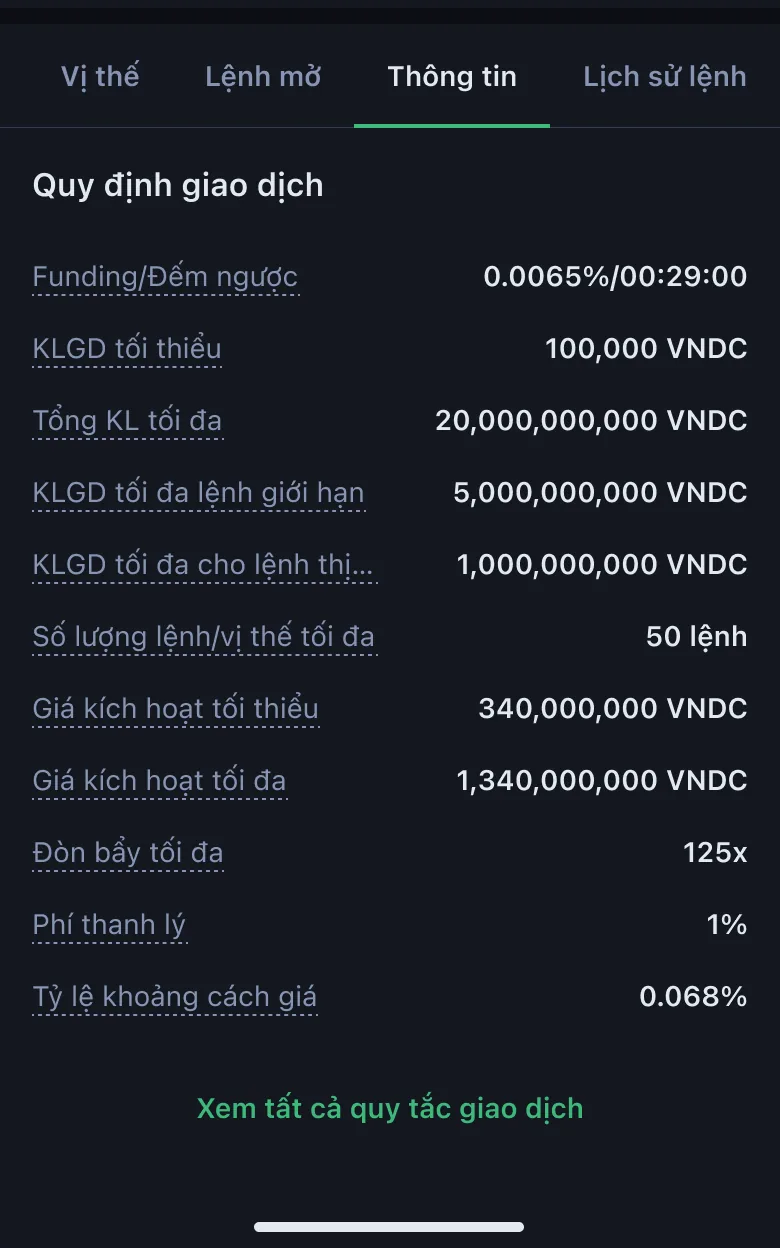 Vị thế Lệnh mở Thông tin Lịch sử lệnh
Quy định giao dịch
Funding/Đếm ngược 0.0065%/00:29:00
KLGD tối thiểu 100,000 VNDC
Tổng KL tối đa 20,000,000,000 VNDC
KLGD tối đa lệnh giới hạn 5,000,000,000 VNDC
KLGD tối đa cho lệnh thị... 1,000,000,000 VNDC
Số lượng lệnh/vị thế tối đa 50 lệnh
Giá kích hoạt tối thiểu 340,000,000 VNDC
Giá kích hoạt tối đa 1,340,000,000 VNDC
Đòn bẩy tối đa 125x
Phí thanh lý 1%
Tỷ lệ khoảng cách giá 0.068%
Xem tất cả quy tắc giao dịch